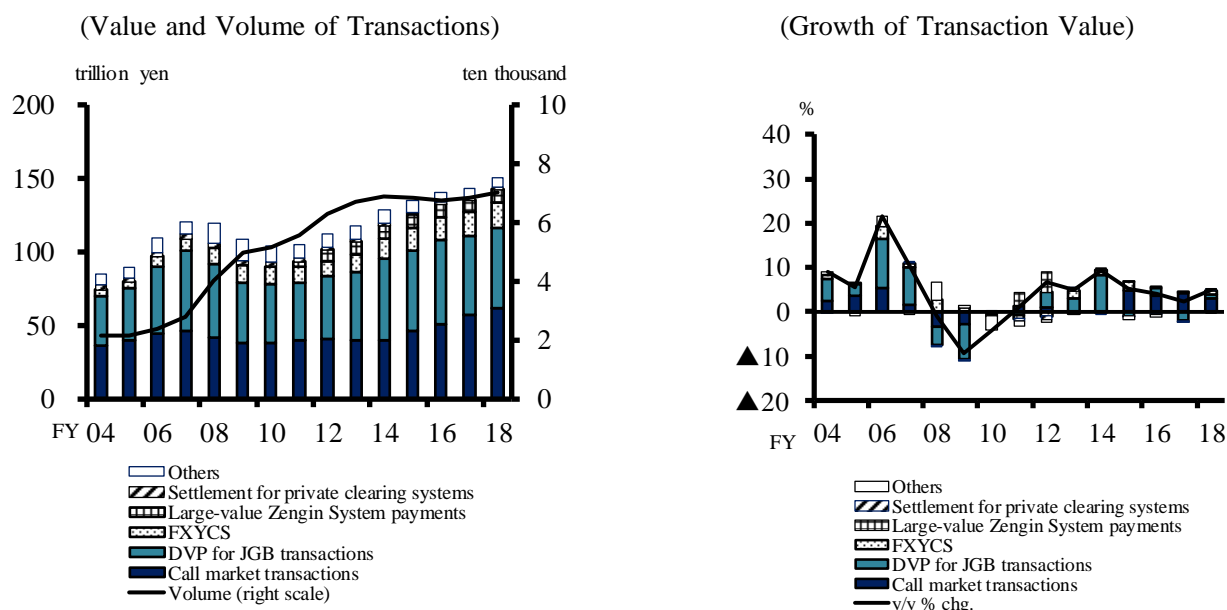 (Value and Volume of Transactions)
trillion yen
ten thousand
200
150
100
50
0
10
8
6
4
2
0
FY 04 06 08 10 12 14 16 18
Others
Settlement for private clearing systems
Large-value Zengin System payments
FXYCS
DVP for JGB transactions
Call market transactions
Volume (right scale)
(Growth of Transaction Value)
%
40
30
20
10
0
▲ 10
▲ 20
FY 04 06 08 10 12 14 16 18
Others
Settlement for private clearing systems
Large-value Zengin System payments
FXYCS
DVP for JGB transactions
Call market transactions
y/y % chg.